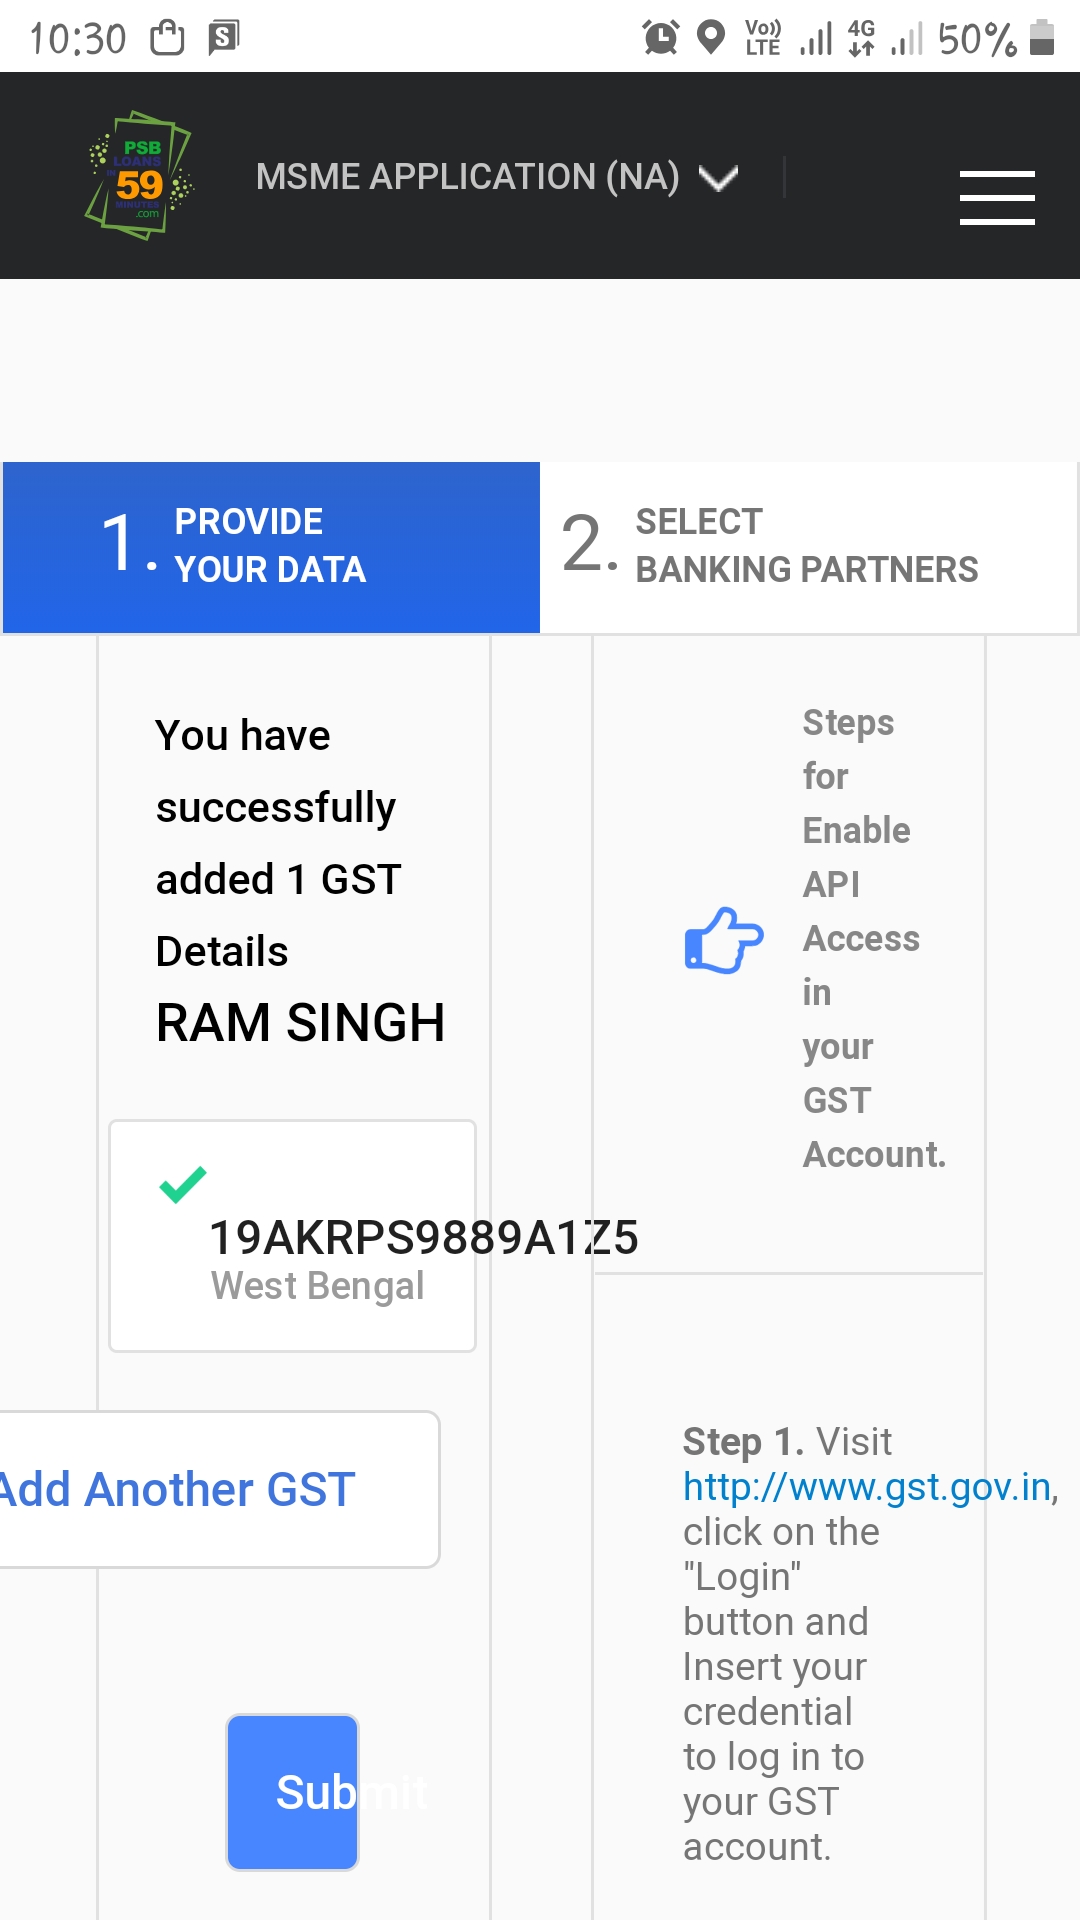 10:30
S
Vo)) LTE
4G
50%
PSB
LOANS
IN
59
MINUTES
.com
MSME APPLICATION (NA)
1. PROVIDE
YOUR DATA
2. SELECT
BANKING PARTNERS
You have
successfully
added 1 GST
Details
RAM SINGH
19AKRPS9889A1Z5
West Bengal
Add Another GST
Submit
Steps
for
Enable
API
Access
in
your
GST
Account.
Step 1. Visit
http://www.gst.gov.in,
click on the
"Login"
button and
Insert your
credential
to log in to
your GST
account.